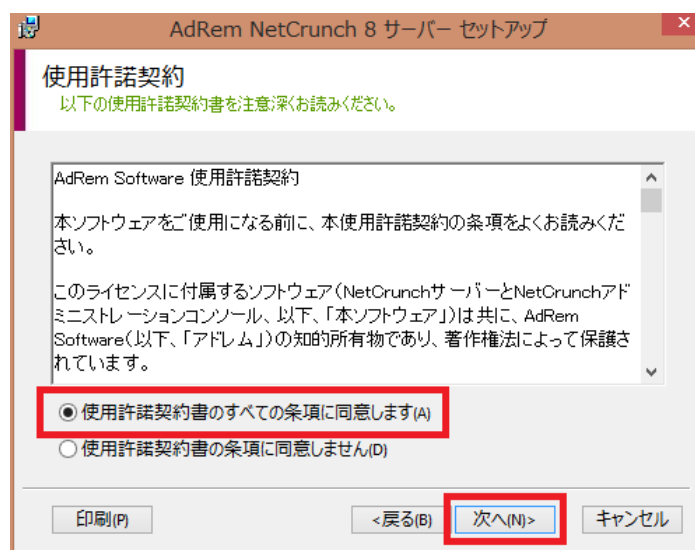 AdRem NetCrunch 8 サーバー セットアップ
使用許諾契約
以下の使用許諾契約書を注意深くお読みください。
AdRem Software 使用許諾契約
本ソフトウェアをご使用になる前に、本使用許諾契約の条項をよくお読みくだ
さい。
このライセンスに付属するソフトウェア(NetCrunchサーバーとNetCrunchアド
ミニストレーションコンソール、以下、「本ソフトウェア」)は共に、AdRem
Software(以下、「アドレム」)の知的所有物であり、著作権法によって保護さ
れています。
使用許諾契約書のすべての条項に同意します(A)
使用許諾契約書の条項に同意しません(D)
印刷(P)
<戻る(B)
次へ(N)>
キャンセル